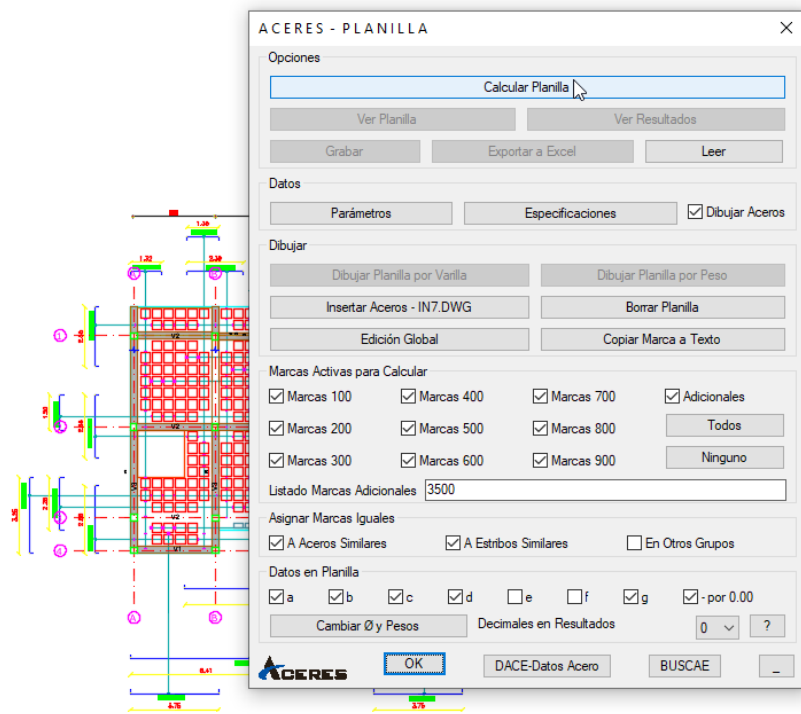 ACERES - PLANILLA
Opciones
Calcular Planilla
Ver Planilla
Ver Resultados
Grabar
Exportar a Excel
Leer
Datos
Parámetros
Especificaciones
Dibujar Aceros
Dibujar
Dibujar Planilla por Varilla
Dibujar Planilla por Peso
Insertar Aceros - IN7.DWG
Borrar Planilla
Edición Global
Copiar Marca a Texto
Marcas Activas para Calcular
Marcas 100
Marcas 400
Marcas 700
Adicionales
Marcas 200
Marcas 500
Marcas 800
Todos
Marcas 300
Marcas 600
Marcas 900
Ninguno
Listado Marcas Adicionales 3500
Asignar Marcas Iguales
A Aceros Similares
A Estribos Similares
En Otros Grupos
Datos en Planilla
a
b
c
d
e
f
g
- por 0.00
Cambiar Ø y Pesos
Decimales en Resultados
0
?
ACERES
OK
DACE-Datos Acero
BUSCAE
_
V2
V2
V2
V1
A
B
1
3.75